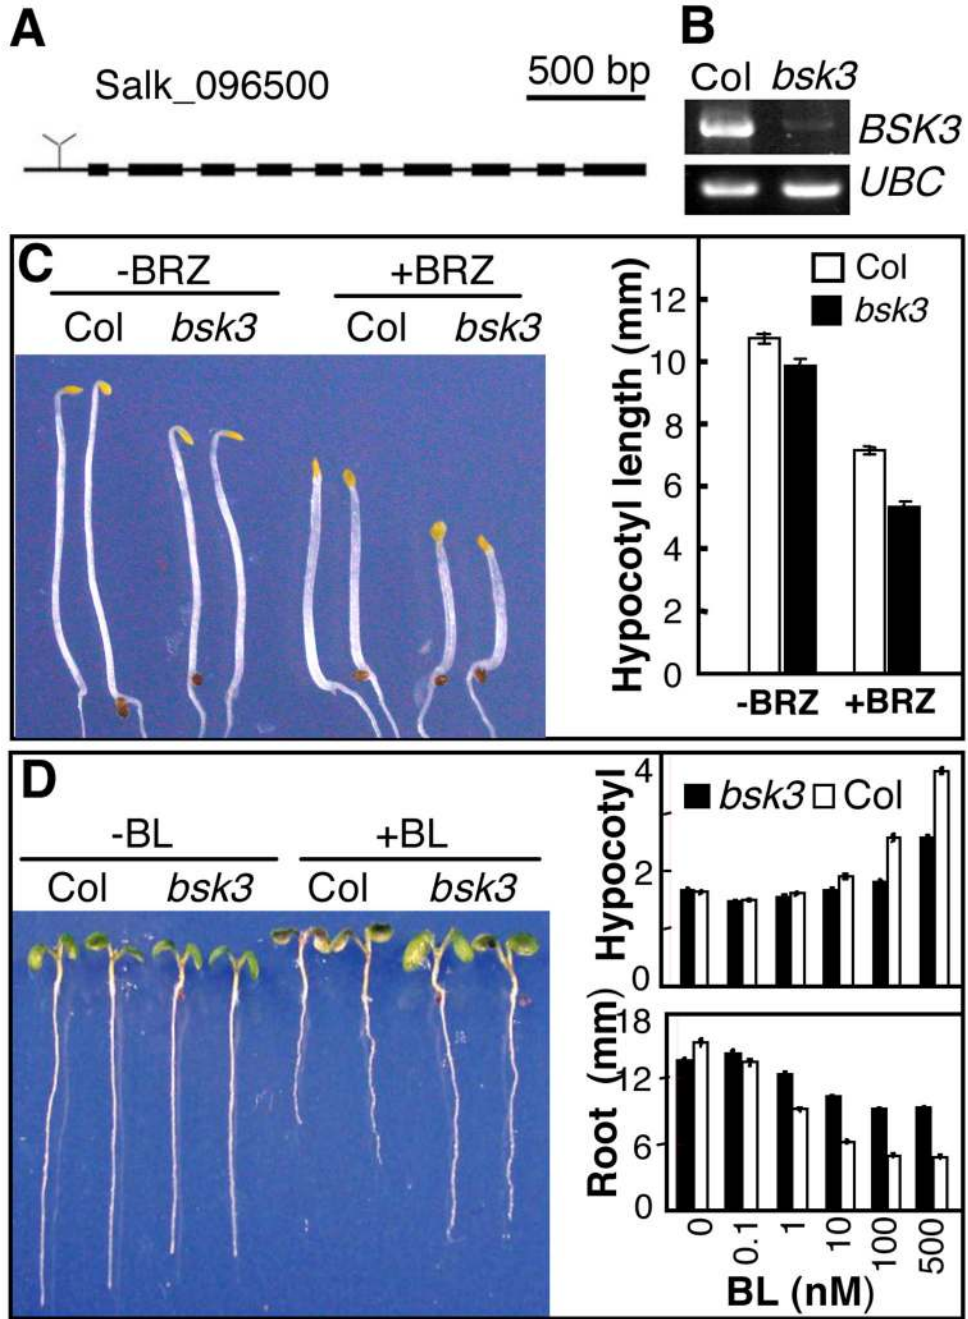 A
Salk_096500
500 bp
B
Col bsk3
BSK3
UBC
C
-BRZ +BRZ
Col bsk3 Col bsk3
Hypocotyl length (mm)
12
10
8
6
4
2
0
Col
bsk3
-BRZ +BRZ
D
-BL +BL
Col bsk3 Col bsk3
Hypocotyl
4
2
0
bsk3 Col
Root (mm)
18
12
6
0
0 0.1 1 10 100 500
BL (nM)